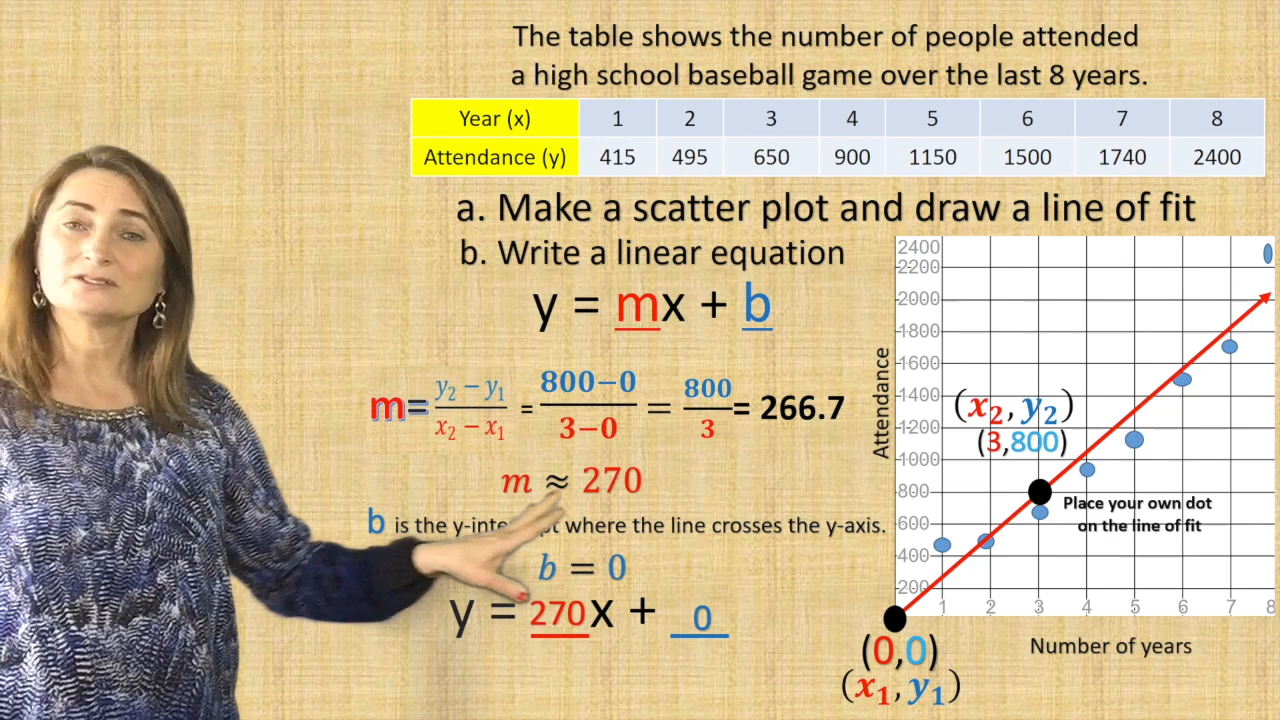 The table shows the number of people attended
a high school baseball game over the last 8 years.
Year (x) 1 2 3 4 5 6 7 8
Attendance (y) 415 495 650 900 1150 1500 1740 2400
a. Make a scatter plot and draw a line of fit
b. Write a linear equation
y = mx + b
m= y₂ − y₁ / x₂ − x₁ = 800−0 / 3−0 = 800 / 3 = 266.7
m ≈ 270
b is the y-inte pt where the line crosses the y-axis.
b = 0
y = 270x + 0
2400
2200
2000
1800
1600
1400
1200
1000
800
600
400
200
Attendance
(x₂, y₂)
(3,800)
Place your own dot
on the line of fit
1 2 3 4 5 6 7 8
Number of years
(0,0)
(x₁, y₁)